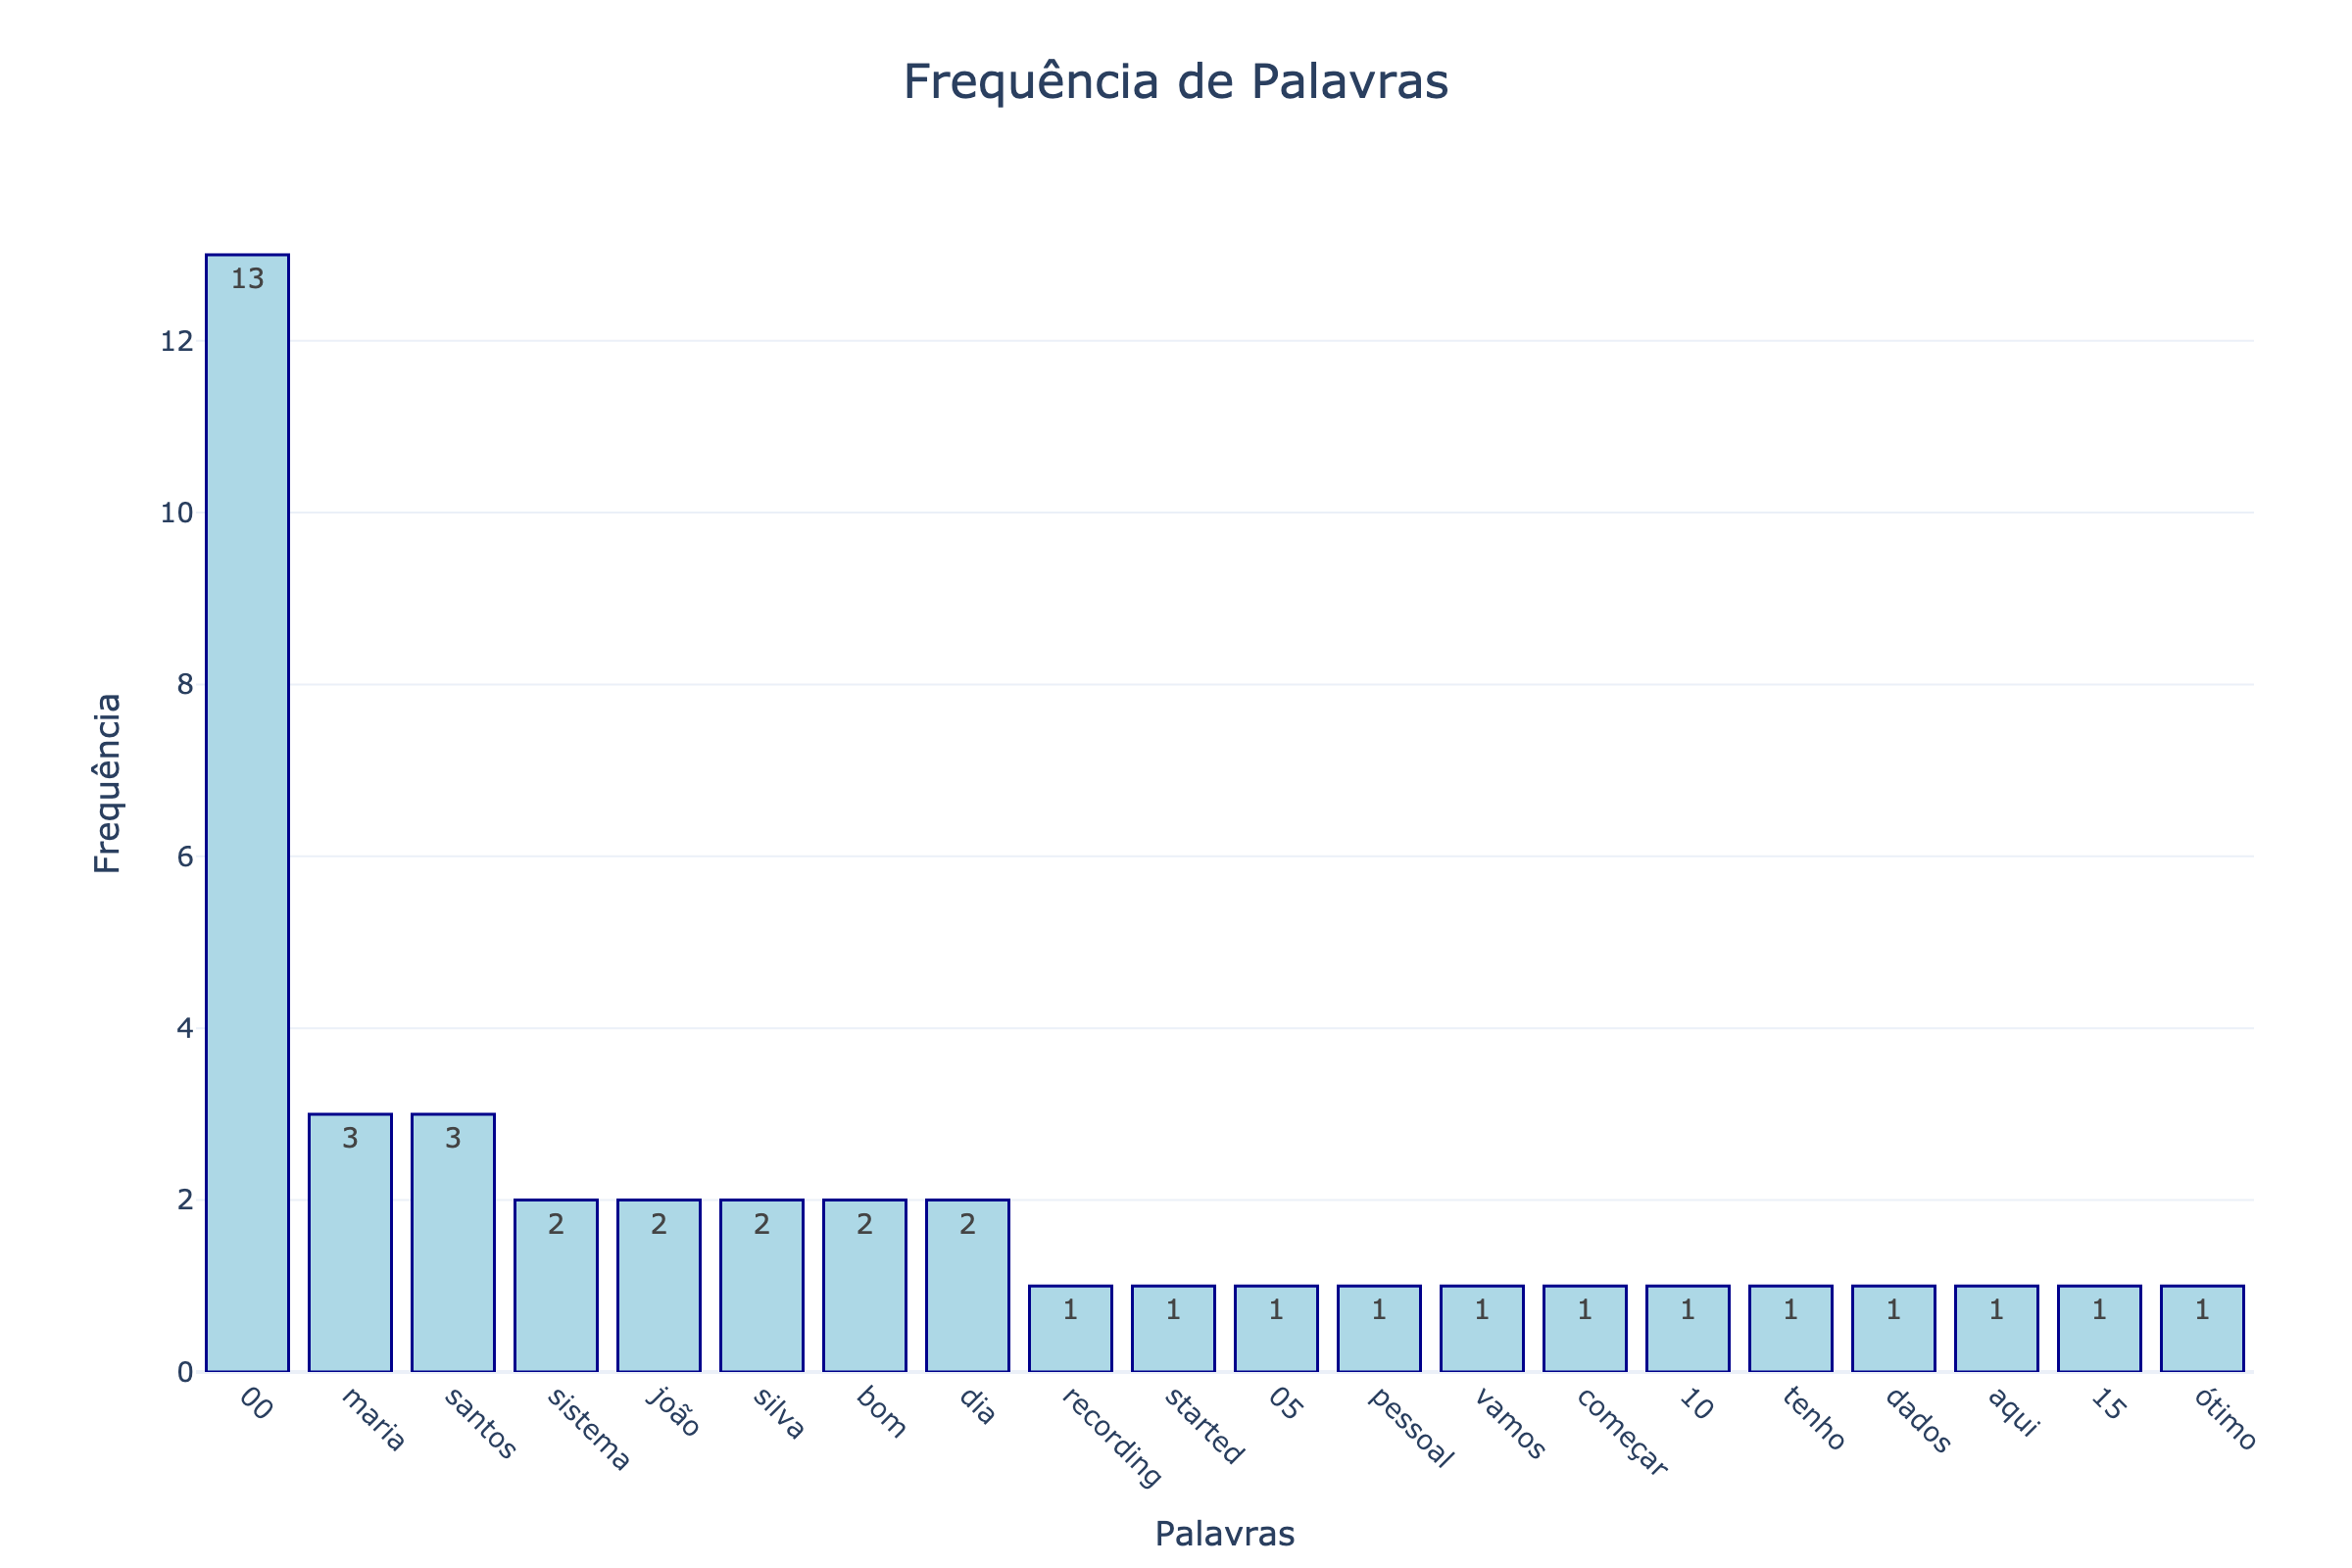 Frequência de Palavras
Frequência
12
10
8
6
4
2
0
13
3
3
2
2
2
2
2
1
1
1
1
1
1
1
1
1
1
1
1
00
maria
santos
sistema
joão
silva
bom
dia
recording
started
05
pessoal
vamos
começar
10
tenho
dados
aqui
15
ótimo
Palavras